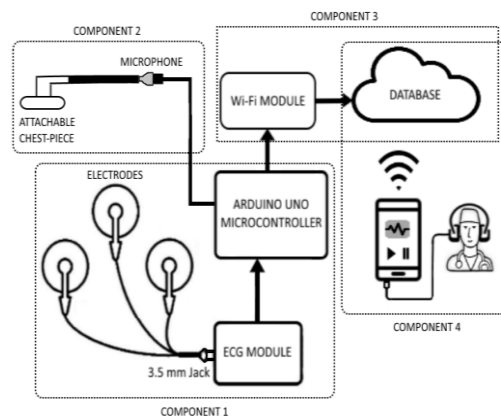 COMPONENT 3
COMPONENT 2
MICROPHONE
ATTACHABLE
CHEST-PIECE
Wi-Fi MODULE
DATABASE
ELECTRODES
ARDUINO UNO
MICROCONTROLLER
ECG MODULE
3.5 mm Jack
COMPONENT 4
COMPONENT 1